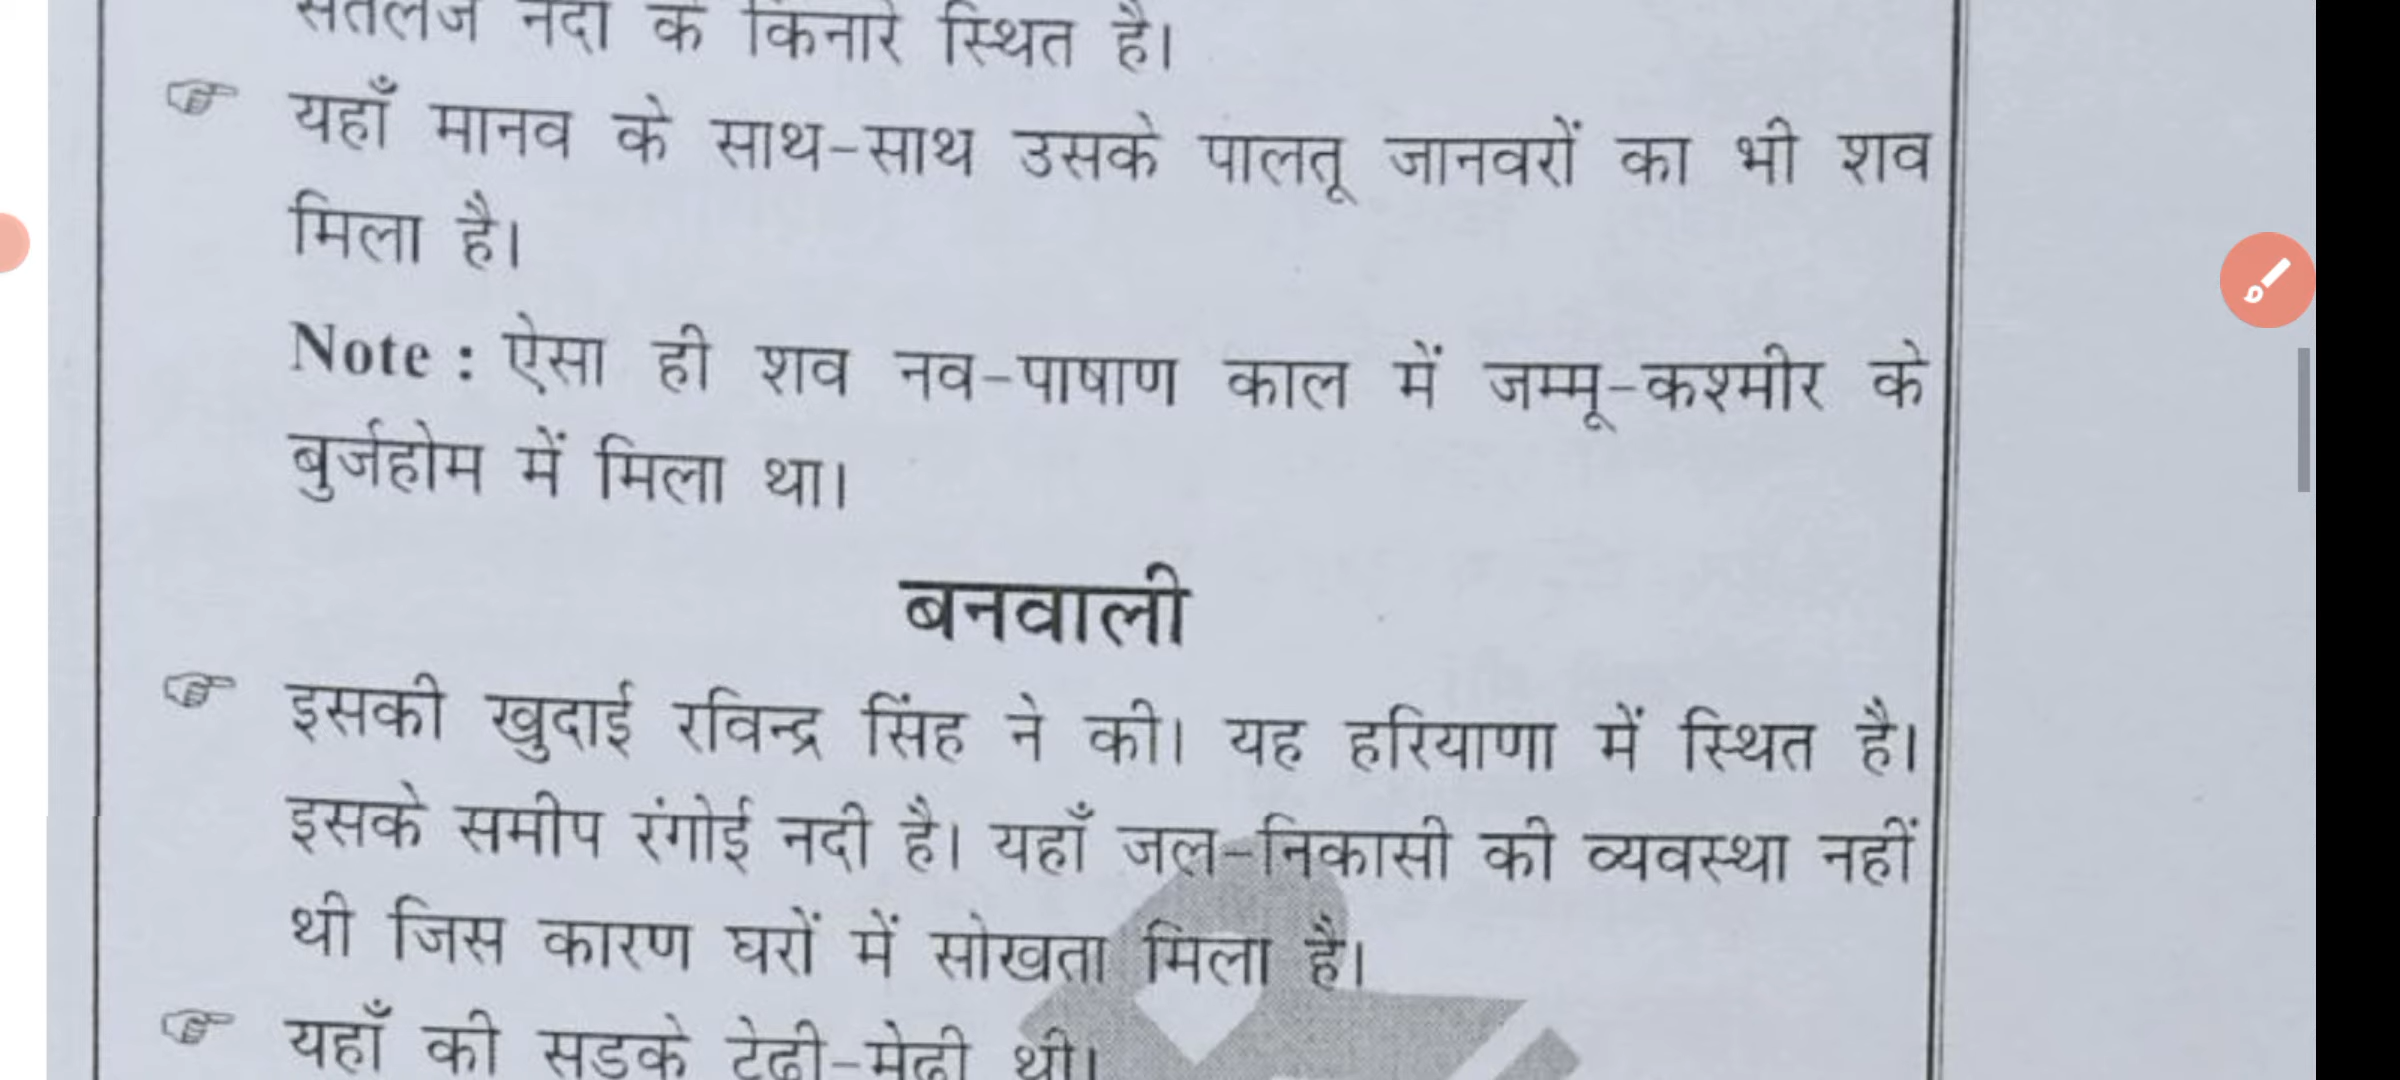 सतलज नदी के किनारे स्थित है।
☞ यहाँ मानव के साथ-साथ उसके पालतू जानवरों का भी शव
मिला है।
Note : ऐसा ही शव नव-पाषाण काल में जम्मू-कश्मीर के
बुर्जहोम में मिला था।
बनवाली
☞ इसकी खुदाई रविन्द्र सिंह ने की। यह हरियाणा में स्थित है।
इसके समीप रंगोई नदी है। यहाँ जल-निकासी की व्यवस्था नहीं
थी जिस कारण घरों में सोखता मिला है।
☞ यहाँ की सड़के टेढ़ी-मेढ़ी थी।